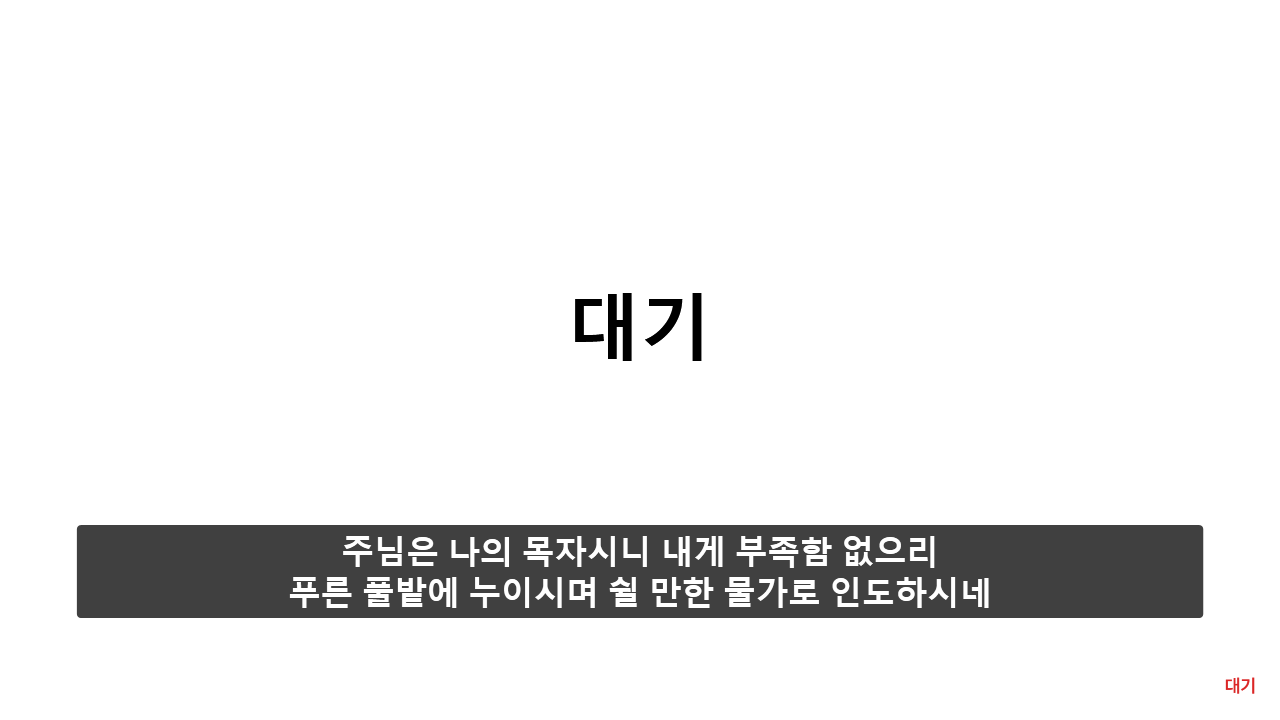 대기
주님은 나의 목자시니 내게 부족함 없으리
푸른 풀밭에 누이시며 쉴 만한 물가로 인도하시네
대기